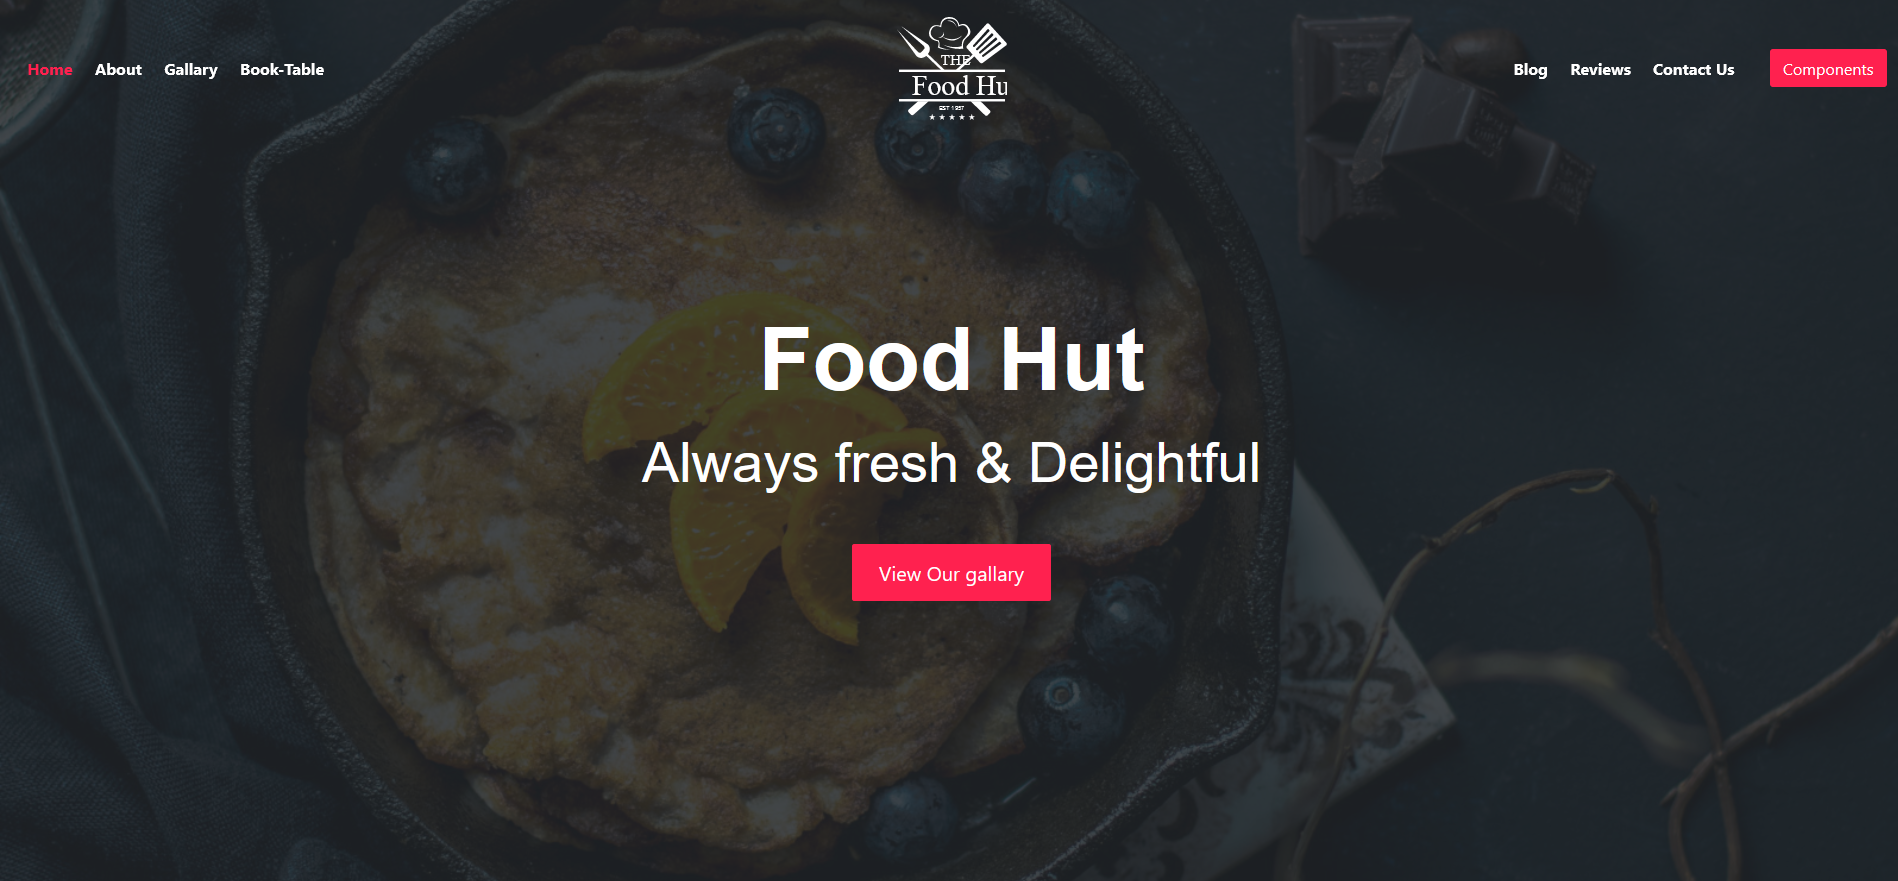 Home About Gallary Book-Table
THE
Food Hu
EST 1957
Blog Reviews Contact Us Components
Food Hut
Always fresh & Delightful
View Our gallary